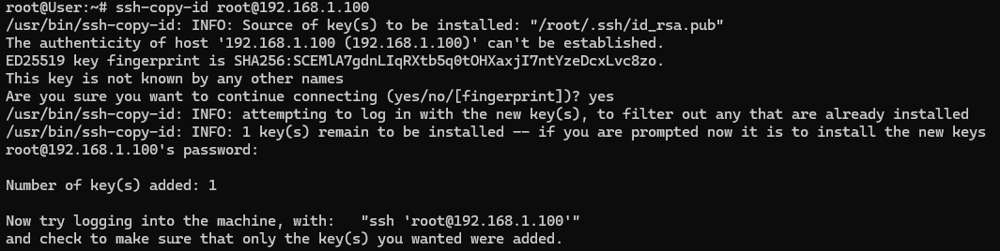 root@User:~# ssh-copy-id root@192.168.1.100
/usr/bin/ssh-copy-id: INFO: Source of key(s) to be installed: "/root/.ssh/id_rsa.pub"
The authenticity of host '192.168.1.100 (192.168.1.100)' can't be established.
ED25519 key fingerprint is SHA256:SCEMlA7gdnLIqRXtb5q0tOHXaxjI7ntYzeDcxLvc8zo.
This key is not known by any other names
Are you sure you want to continue connecting (yes/no/[fingerprint])? yes
/usr/bin/ssh-copy-id: INFO: attempting to log in with the new key(s), to filter out any that are already installed
/usr/bin/ssh-copy-id: INFO: 1 key(s) remain to be installed -- if you are prompted now it is to install the new keys
root@192.168.1.100's password:
Number of key(s) added: 1
Now try logging into the machine, with:   "ssh 'root@192.168.1.100'"
and check to make sure that only the key(s) you wanted were added.